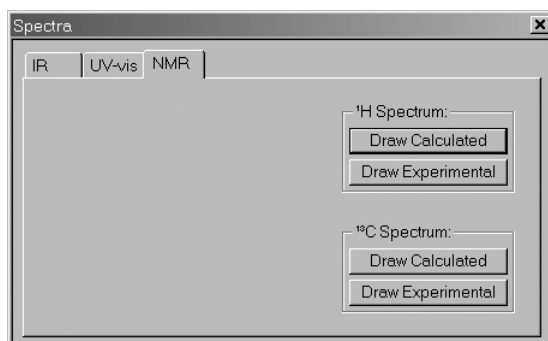 Spectra
IR UV-vis NMR
¹H Spectrum:
Draw Calculated
Draw Experimental
¹³C Spectrum:
Draw Calculated
Draw Experimental